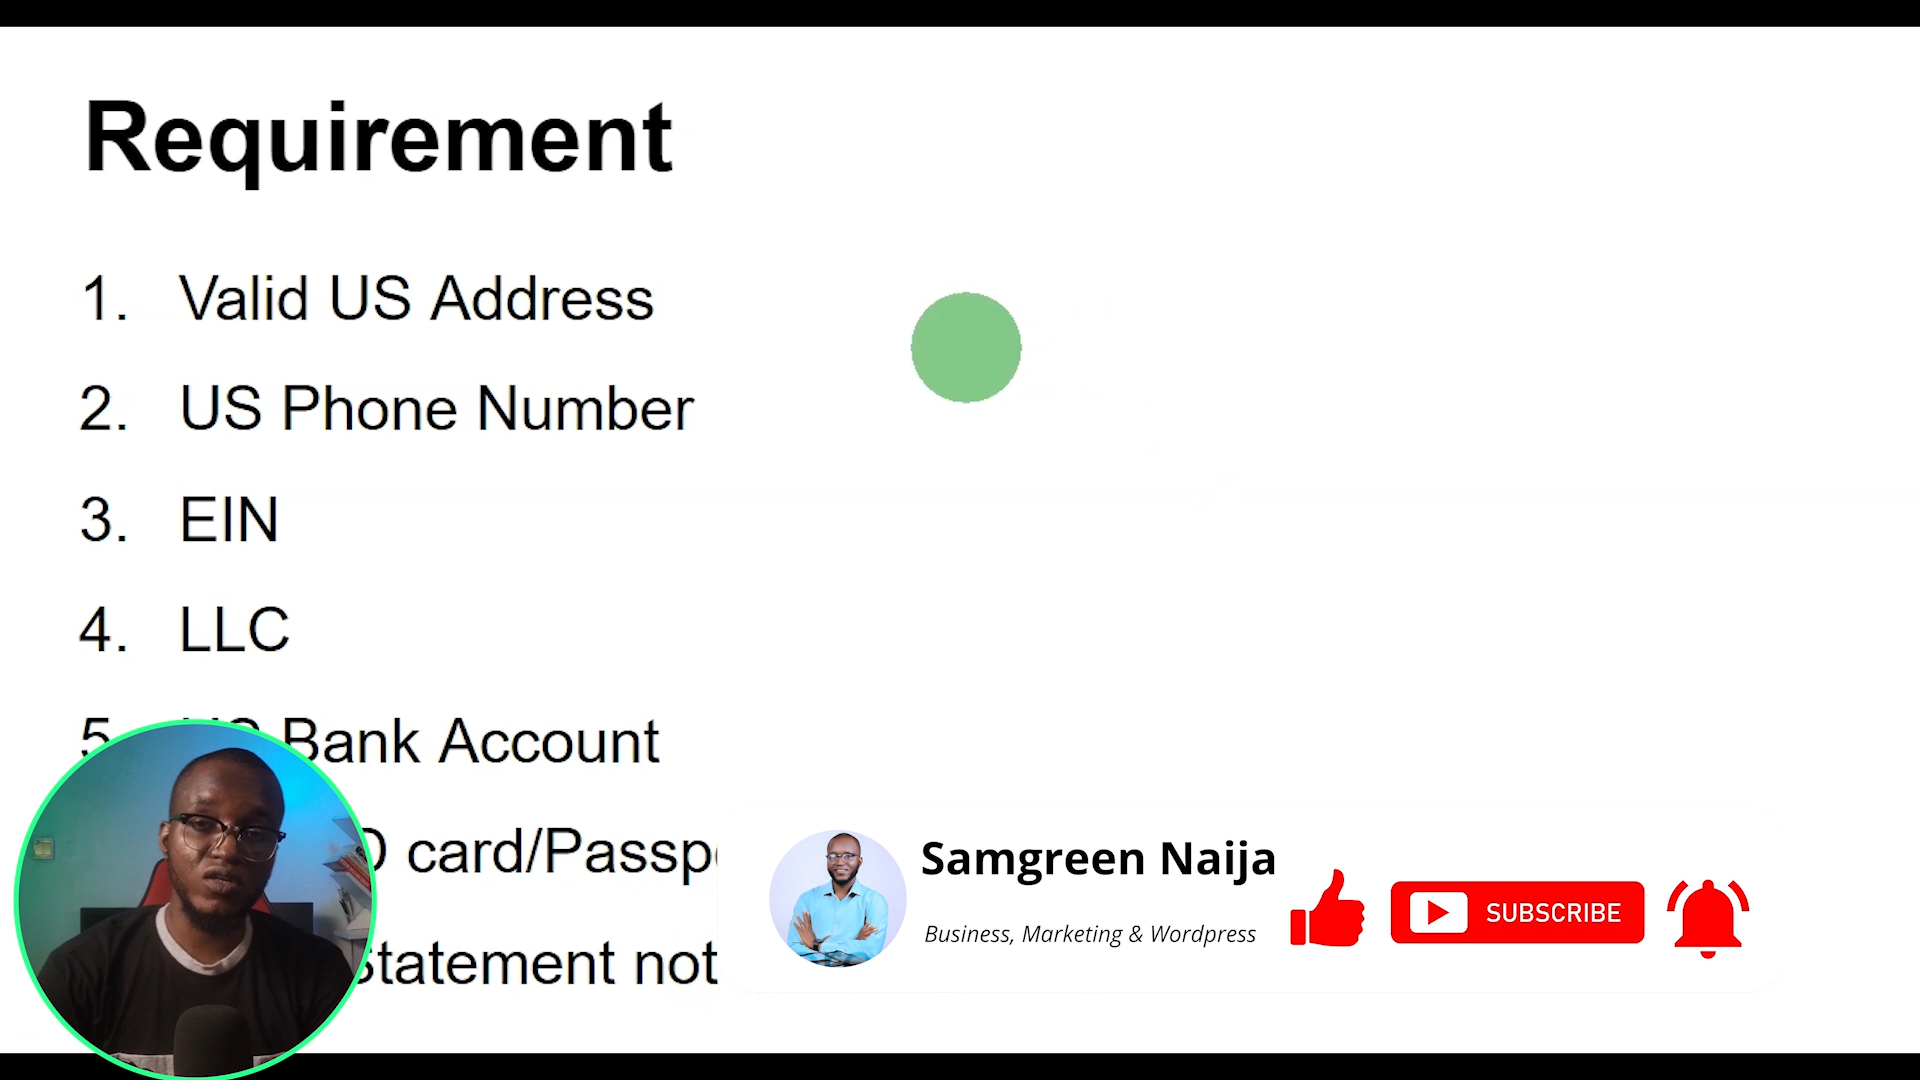 Requirement
1. Valid US Address
2. US Phone Number
3. EIN
4. LLC
5. Bank Account
card/Passp
Statement not
Samgreen Naija
Business, Marketing & Wordpress
SUBSCRIBE